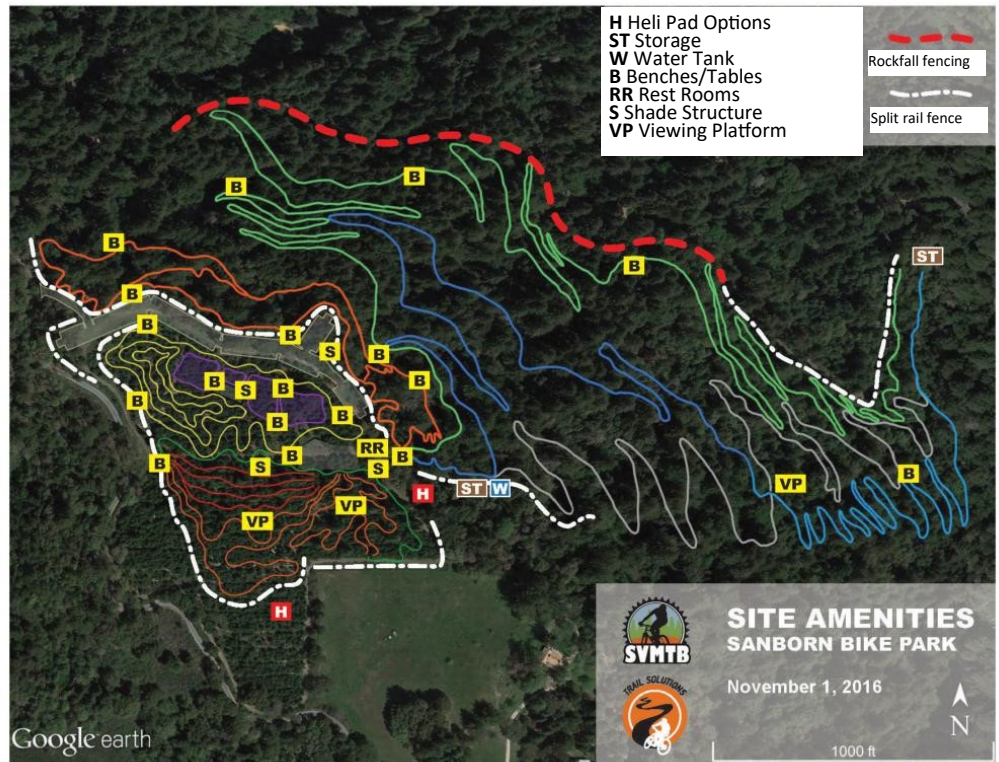 H Heli Pad Options
ST Storage
W Water Tank
B Benches/Tables
RR Rest Rooms
S Shade Structure
VP Viewing Platform
Rockfall fencing
Split rail fence
B
B
B
ST
B
B
B
B
S
B
B
B
S
B
B
B
B
B
RR
B
B
B
S
S
B
VP
H
ST
W
VP
VP
H
SVMTB
TRAIL SOLUTIONS
SITE AMENITIES
SANBORN BIKE PARK
November 1, 2016
N
1000 ft
Google earth